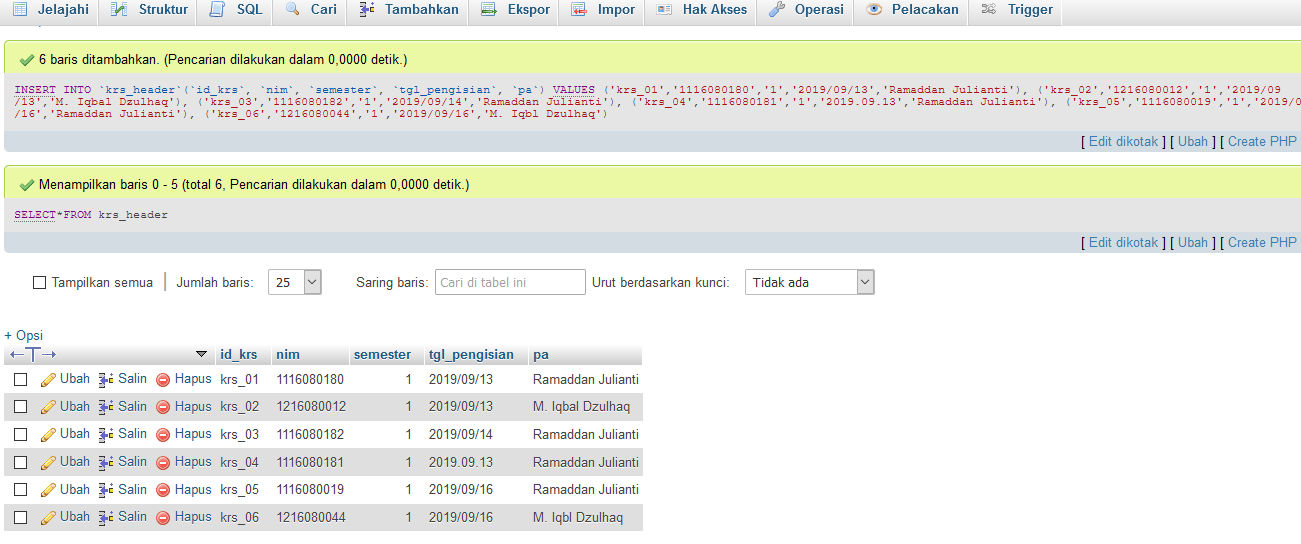 Jelajahi Struktur SQL Cari Tambahkan Ekspor Impor Hak Akses Operasi Pelacakan Trigger
6 baris ditambahkan. (Pencarian dilakukan dalam 0,0000 detik.)
INSERT INTO `krs_header`(`id_krs`, `nim`, `semester`, `tgl_pengisian`, `pa`) VALUES ('krs_01','1116080180','1','2019/09/13','Ramaddan Julianti'), ('krs_02','1216080012','1','2019/09
/13','M. Iqbal Dzulhaq'), ('krs_03','1116080182','1','2019/09/14','Ramaddan Julianti'), ('krs_04','1116080181','1','2019.09.13','Ramaddan Julianti'), ('krs_05','1116080019','1','2019/0
/16','Ramaddan Julianti'), ('krs_06','1216080044','1','2019/09/16','M. Iqbl Dzulhaq')
[ Edit dikotak ] [ Ubah ] [ Create PHP
Menampilkan baris 0 - 5 (total 6, Pencarian dilakukan dalam 0,0000 detik.)
SELECT*FROM krs_header
[ Edit dikotak ] [ Ubah ] [ Create PHP
Tampilkan semua | Jumlah baris: 25 Saring baris: Cari di tabel ini Urut berdasarkan kunci: Tidak ada
+ Opsi
←T→ id_krs nim semester tgl_pengisian pa
Ubah Salin Hapus krs_01 1116080180 1 2019/09/13 Ramaddan Julianti
Ubah Salin Hapus krs_02 1216080012 1 2019/09/13 M. Iqbal Dzulhaq
Ubah Salin Hapus krs_03 1116080182 1 2019/09/14 Ramaddan Julianti
Ubah Salin Hapus krs_04 1116080181 1 2019.09.13 Ramaddan Julianti
Ubah Salin Hapus krs_05 1116080019 1 2019/09/16 Ramaddan Julianti
Ubah Salin Hapus krs_06 1216080044 1 2019/09/16 M. Iqbl Dzulhaq